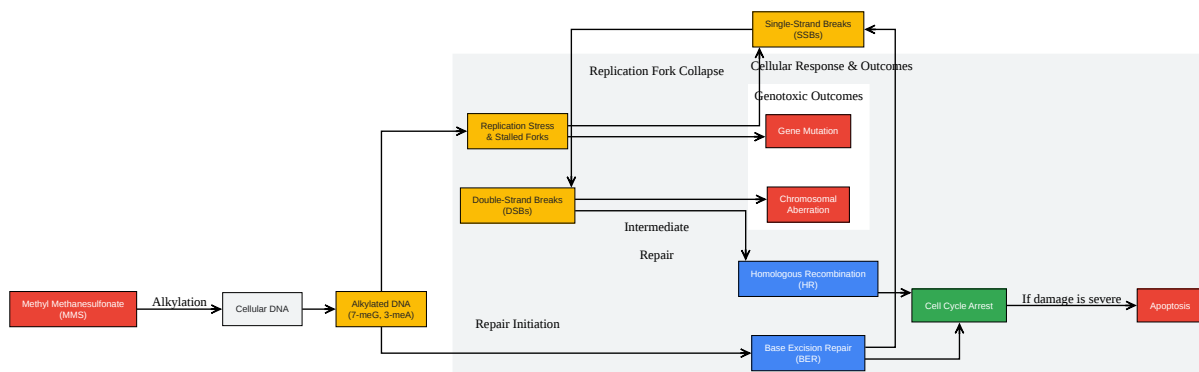 Single-Strand Breaks
(SSBs)
Replication Fork Collapse
Cellular Response & Outcomes
Genotoxic Outcomes
Replication Stress
& Stalled Forks
Gene Mutation
Double-Strand Breaks
(DSBs)
Chromosomal
Aberration
Intermediate
Repair
Homologous Recombination
(HR)
Methyl Methanesulfonate
(MMS)
Alkylation
Cellular DNA
Alkylated DNA
(7-meG, 3-meA)
Cell Cycle Arrest
If damage is severe
Apoptosis
Repair Initiation
Base Excision Repair
(BER)